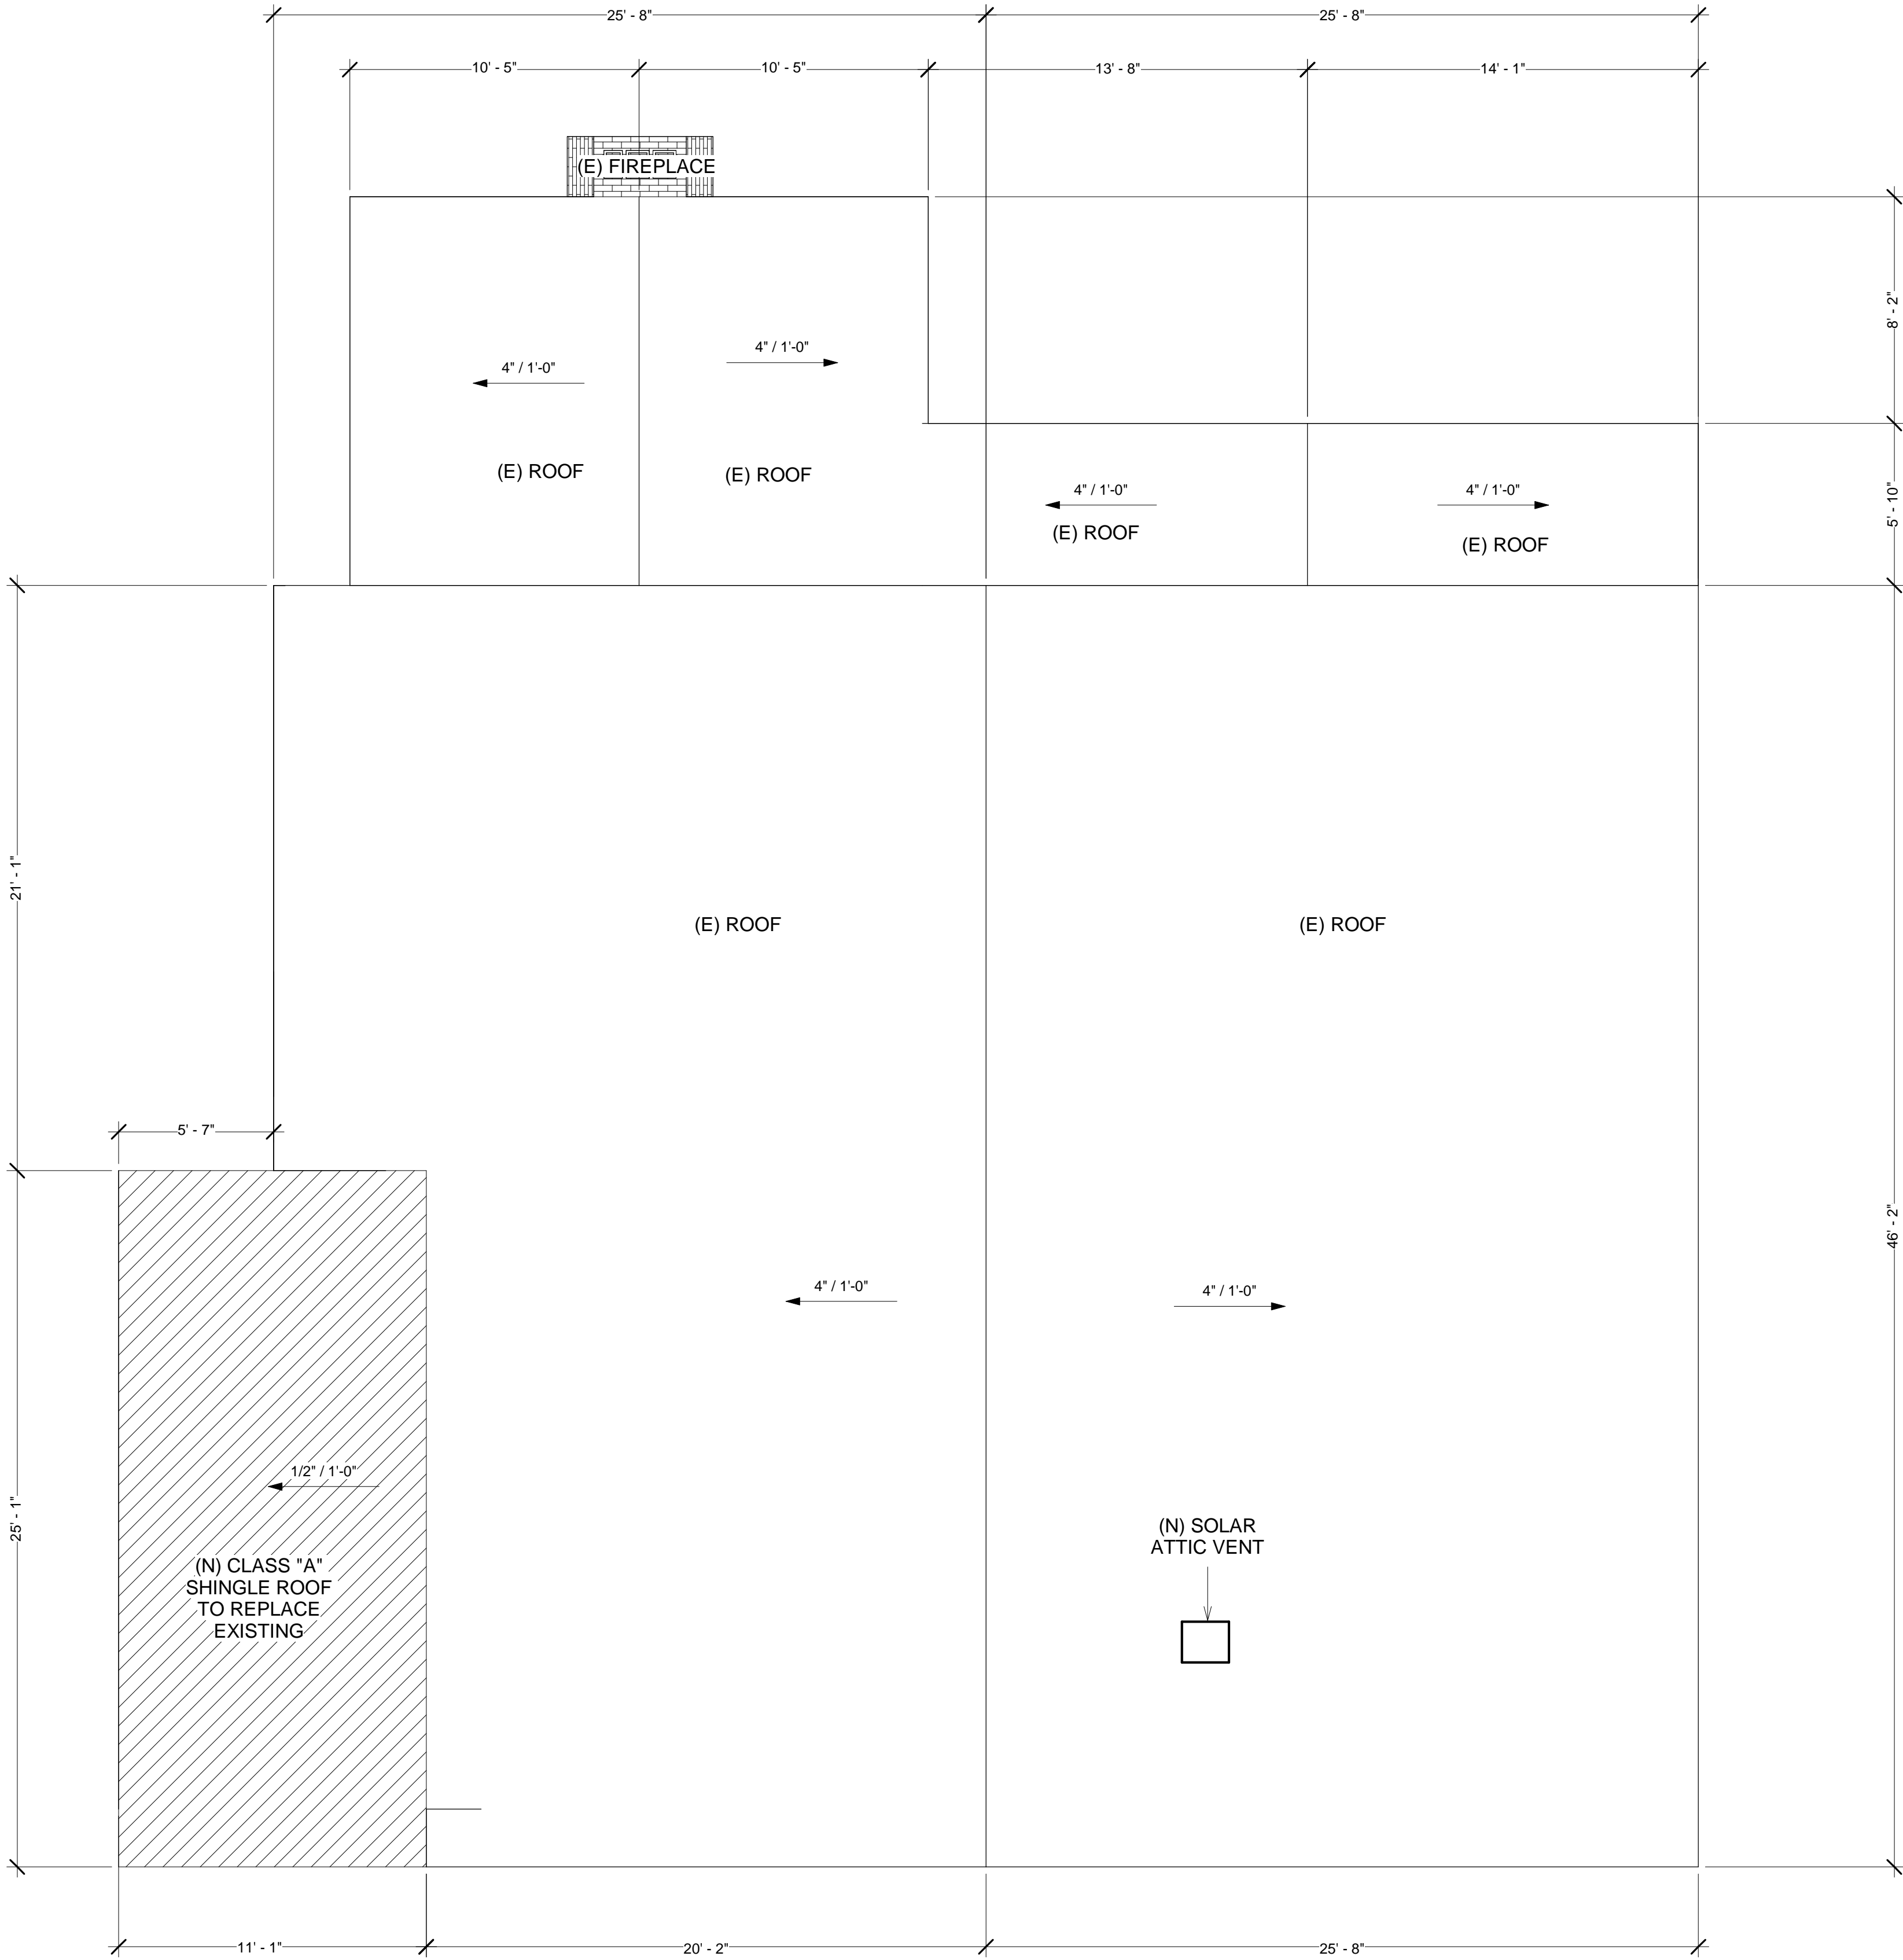 25' - 8"
25' - 8"
10' - 5"
10' - 5"
13' - 8"
14' - 1"
(E) FIREPLACE
8' - 2"
4" / 1'-0"
4" / 1'-0"
(E) ROOF
(E) ROOF
4" / 1'-0"
4" / 1'-0"
5' - 10"
(E) ROOF
(E) ROOF
21' - 1"
(E) ROOF
(E) ROOF
5' - 7"
46' - 2"
4" / 1'-0"
4" / 1'-0"
1/2" / 1'-0"
25' - 1"
(N) SOLAR
ATTIC VENT
(N) CLASS "A"
SHINGLE ROOF
TO REPLACE
EXISTING
11' - 1"
20' - 2"
25' - 8"